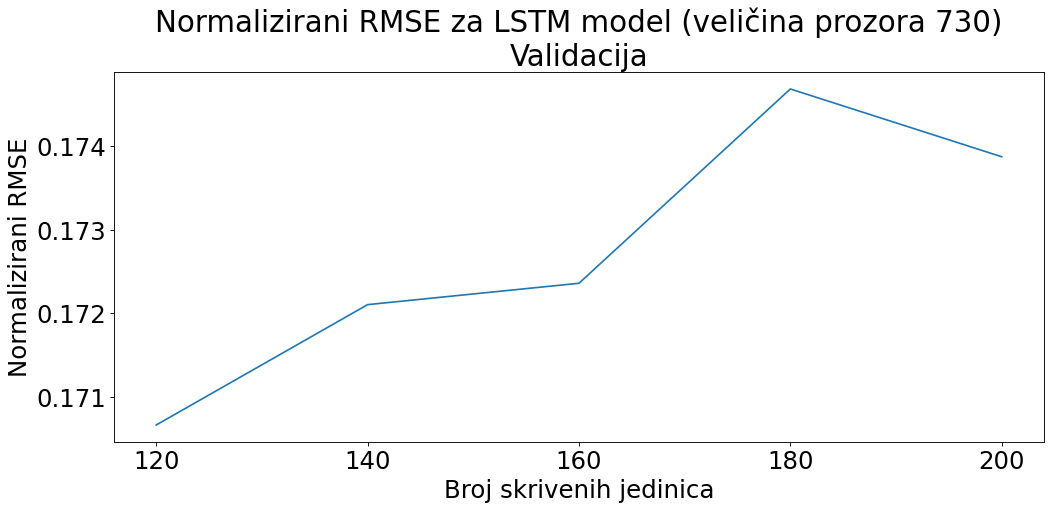 Normalizirani RMSE za LSTM model (veličina prozora 730)
Validacija
Normalizirani RMSE
0.174
0.173
0.172
0.171
120 140 160 180 200
Broj skrivenih jedinica